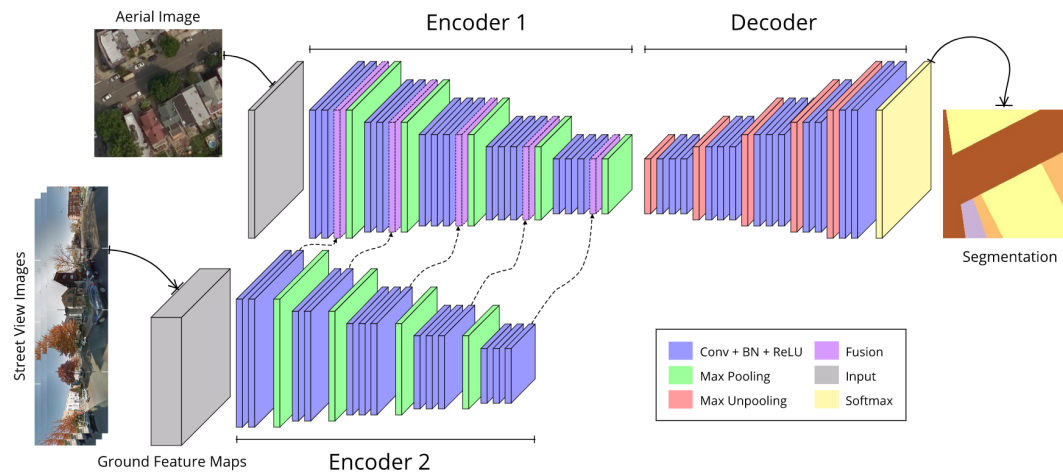 Aerial Image
Encoder 1
Decoder
Street View Images
Segmentation
Ground Feature Maps
Encoder 2
Conv + BN + ReLU
Max Pooling
Max Unpooling
Fusion
Input
Softmax